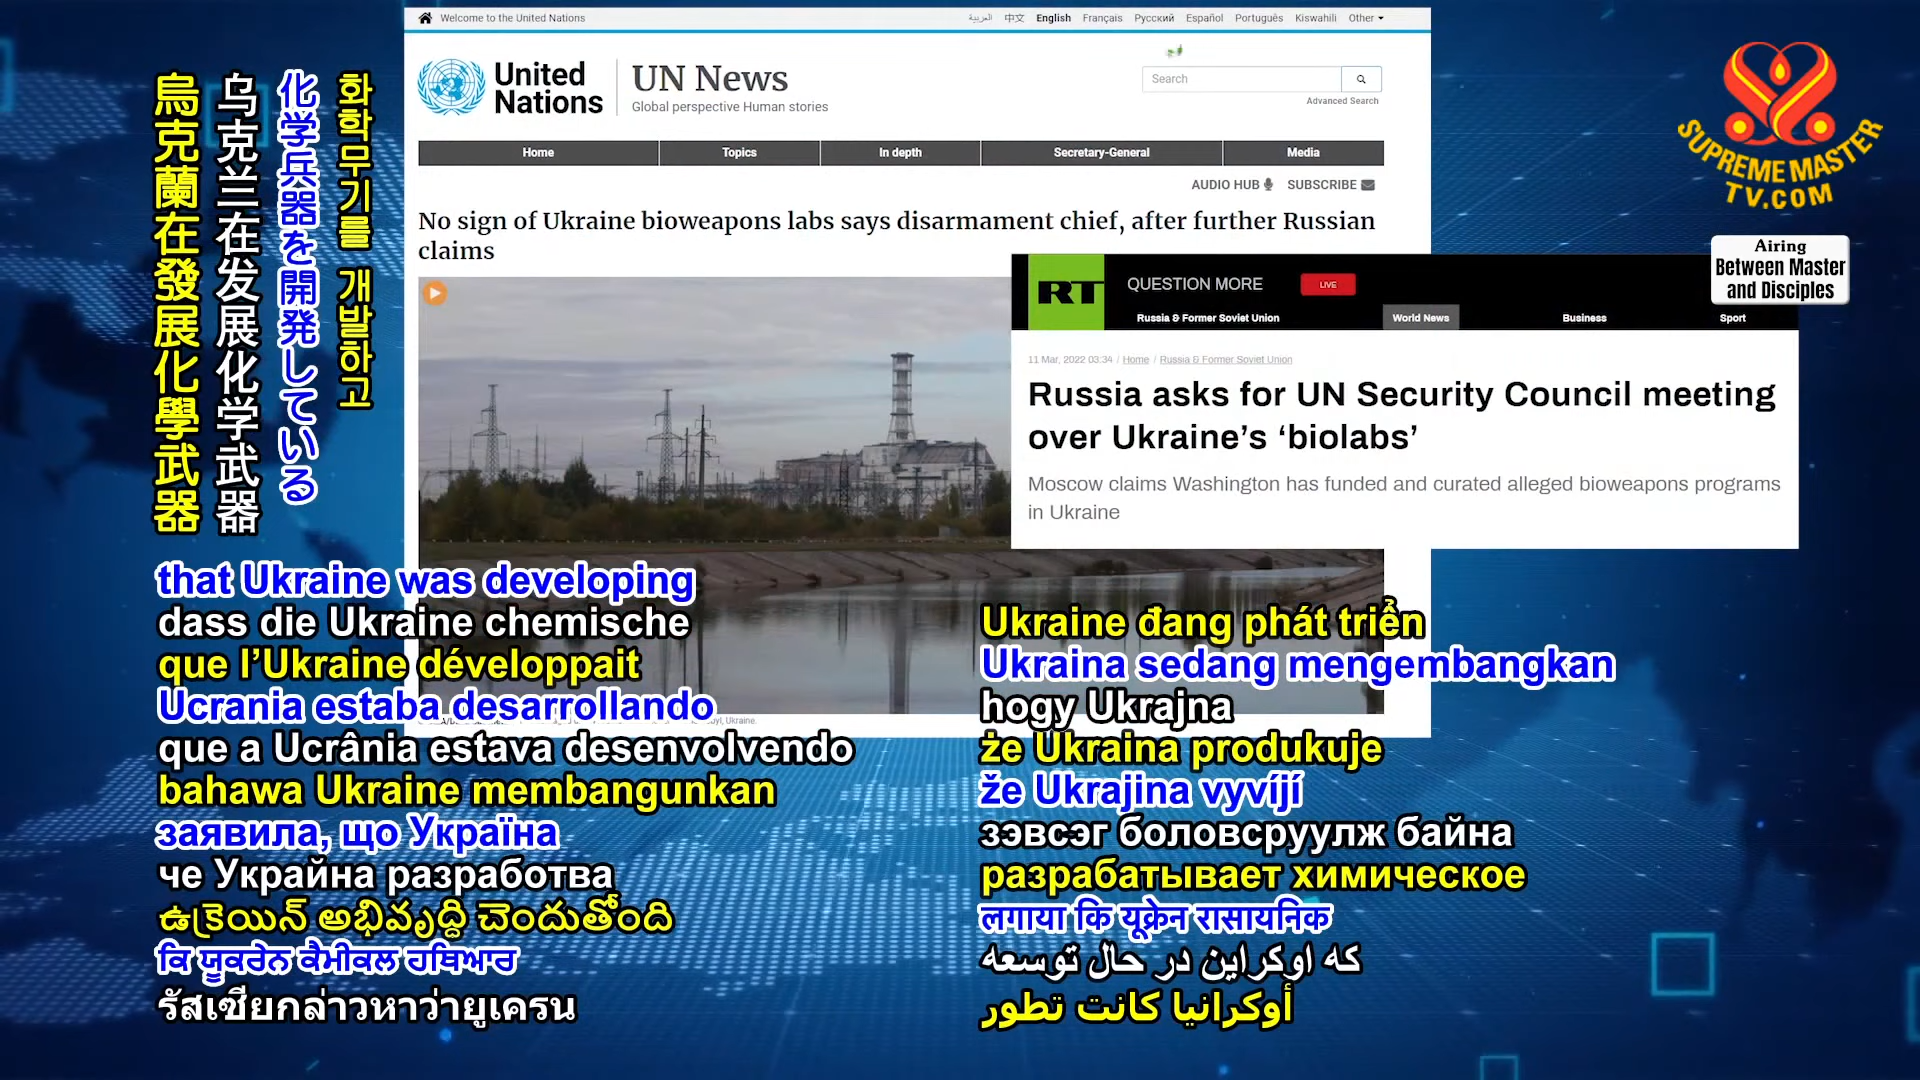 Welcome to the United Nations
العربية 中文 English Français Русский Español Português Kiswahili Other
United
Nations
UN News
Global perspective Human stories
Search
Advanced Search
Home Topics In depth Secretary-General Media
AUDIO HUB SUBSCRIBE
No sign of Ukraine bioweapons labs says disarmament chief, after further Russian
claims
RT QUESTION MORE LIVE
Russia & Former Soviet Union World News Business Sport
11 Mar, 2022 03:34 / Home / Russia & Former Soviet Union
Russia asks for UN Security Council meeting
over Ukraine’s ‘biolabs’
Moscow claims Washington has funded and curated alleged bioweapons programs
in Ukraine
SUPREME MASTER
TV.COM
Airing
Between Master
and Disciples
화학무기를 개발하고
化学兵器を開発している
乌克兰在发展化学武器
烏克蘭在發展化學武器
that Ukraine was developing
dass die Ukraine chemische
que l’Ukraine développait
Ucrania estaba desarrollando
uyl, Ukraine.
que a Ucrânia estava desenvolvendo
bahawa Ukraine membangunkan
заявила, що Україна
че Украйна разработва
ఉక్రెయిన్ అభివృద్ధి చెందుతోంది
ਕਿ ਯੂਕਰੇਨ ਕੈਮੀਕਲ ਹਥਿਆਰ
รัสเซียกล่าวหาว่ายูเครน
Ukraine đang phát triển
Ukraina sedang mengembangkan
hogy Ukrajna
że Ukraina produkuje
že Ukrajina vyvíjí
зэвсэг боловсруулж байна
разрабатывает химическое
लगाया कि यूक्रेन रासायनिक
که اوکراین در حال توسعه
أوكرانيا كانت تطور